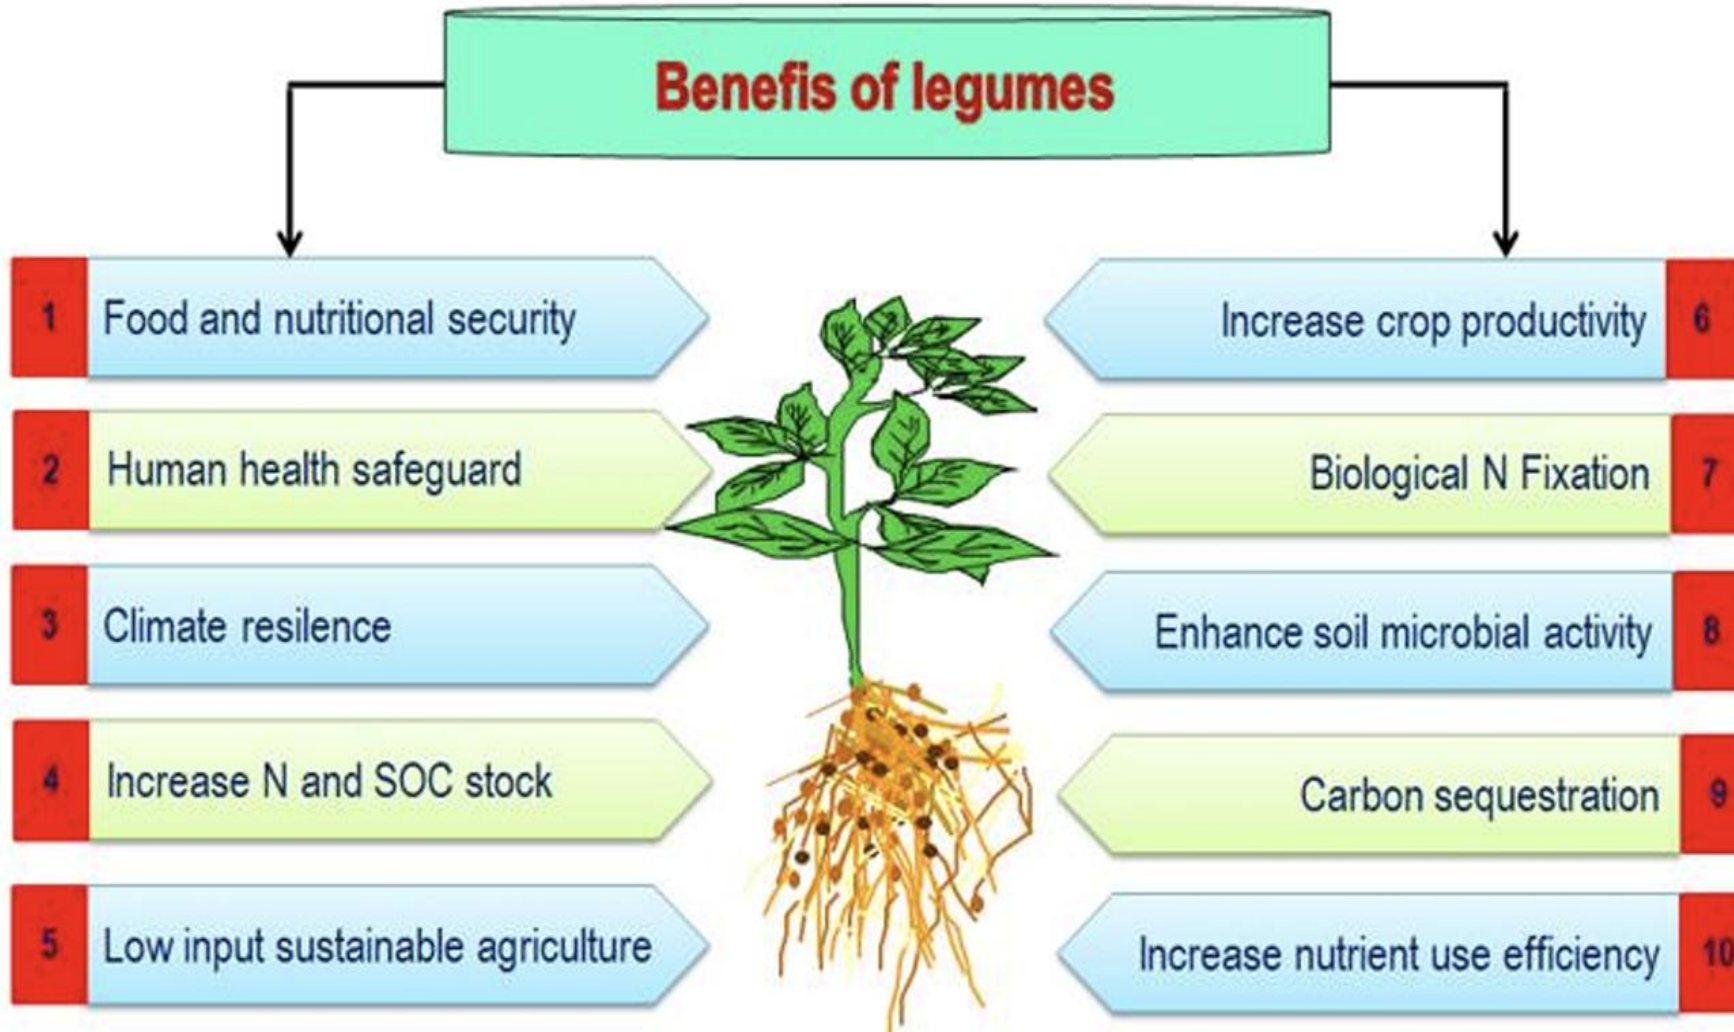 Benefis of legumes
1 Food and nutritional security
2 Human health safeguard
3 Climate resilence
4 Increase N and SOC stock
5 Low input sustainable agriculture
Increase crop productivity 6
Biological N Fixation 7
Enhance soil microbial activity 8
Carbon sequestration 9
Increase nutrient use efficiency 10